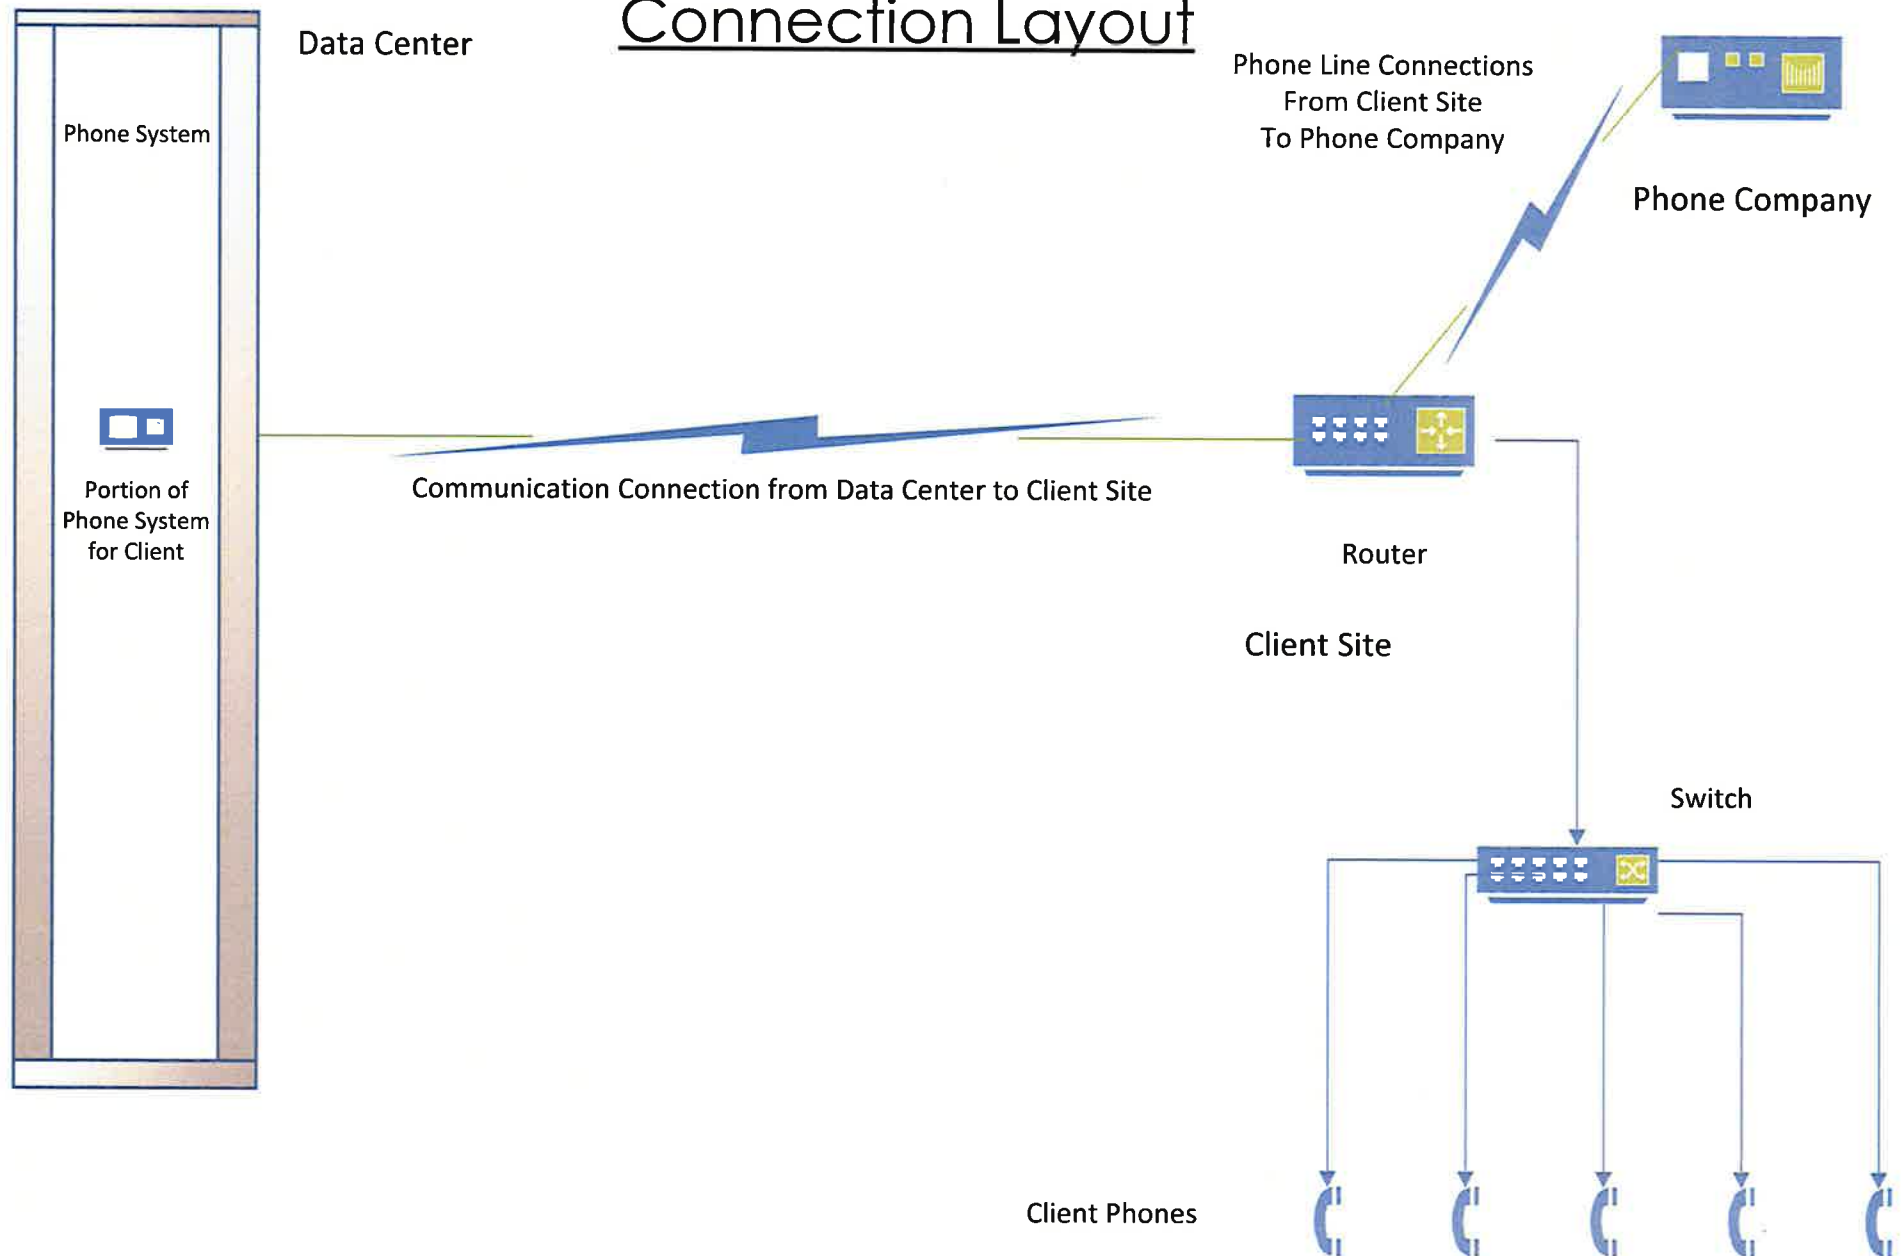 Connection Layout
Data Center
Phone Line Connections
From Client Site
To Phone Company
Phone System
Phone Company
Portion of
Phone System
for Client
Communication Connection from Data Center to Client Site
Router
Client Site
Switch
Client Phones